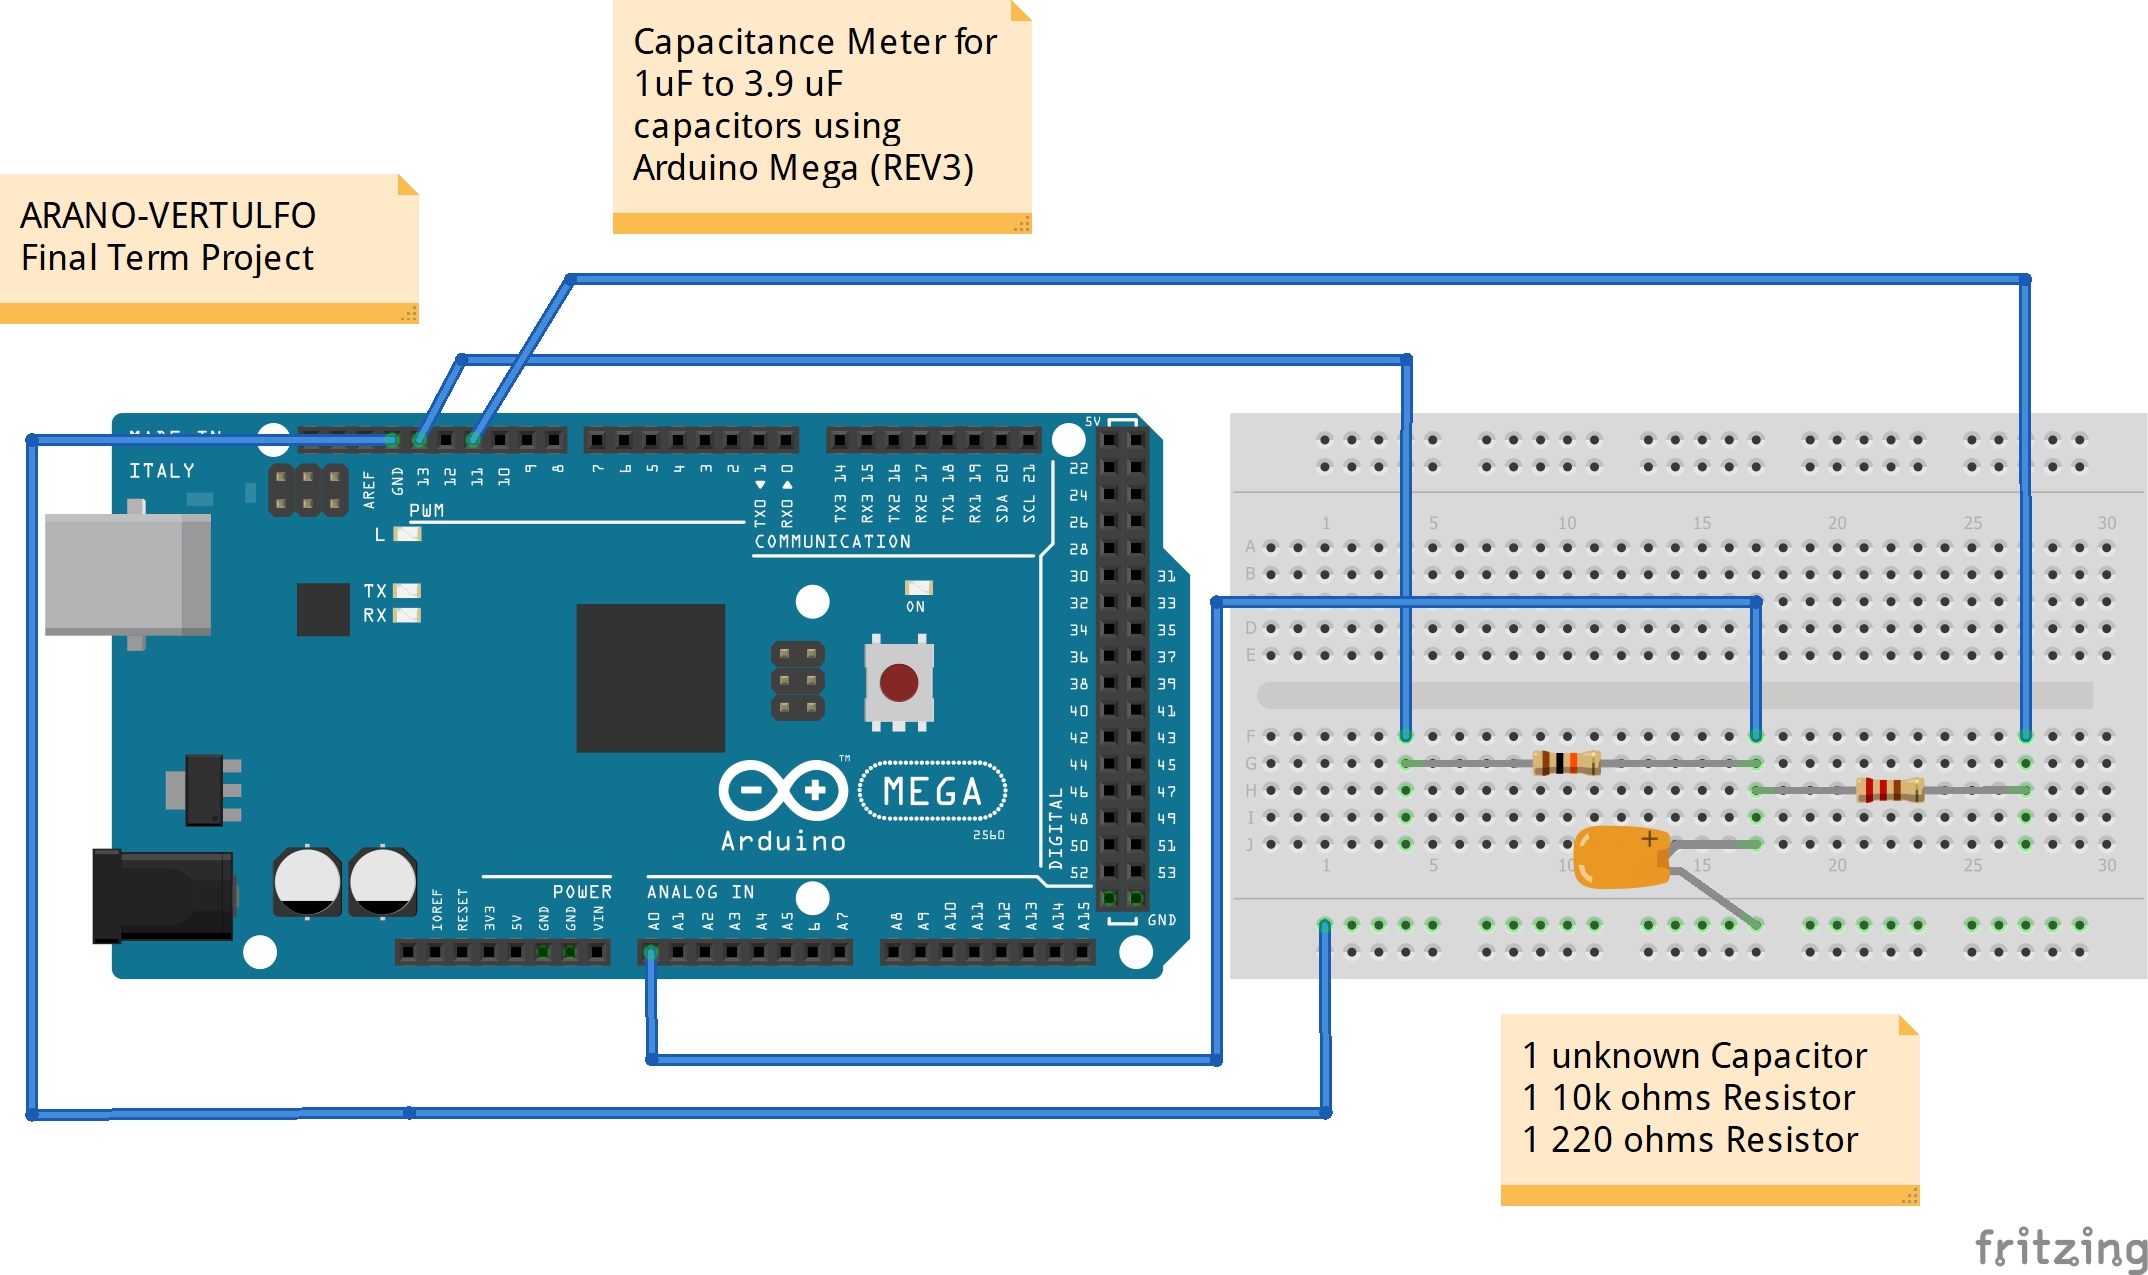 Capacitance Meter for
1uF to 3.9 uF
capacitors using
Arduino Mega (REV3)
ARANO-VERTULFO
Final Term Project
ITALY
AREF GND 13 12 11 10 9 8 7 6 5 4 3 2 TX0 1 RX0 0 TX3 14 RX3 15 TX2 16 RX2 17 TX1 18 RX1 19 SDA 20 SCL 21
5V
PWM
L
COMMUNICATION
TX
RX
ON
22
24
26
28
30 31
32 33
34 35
36 37
38 39
40 41
42 43
44 45
46 47
48 49
50 51
52 53
GND
DIGITAL
MEGA
TM
2560
Arduino
POWER
ANALOG IN
IOREF RESET 3V3 5V GND GND VIN A0 A1 A2 A3 A4 A5 6 A7 A8 A9 A10 A11 A12 A13 A14 A15
1 5 10 15 20 25 30
A
B
D
E
F
G
H
I
J
+
1 5 10 15 20 25 30
1 unknown Capacitor
1 10k ohms Resistor
1 220 ohms Resistor
fritzing